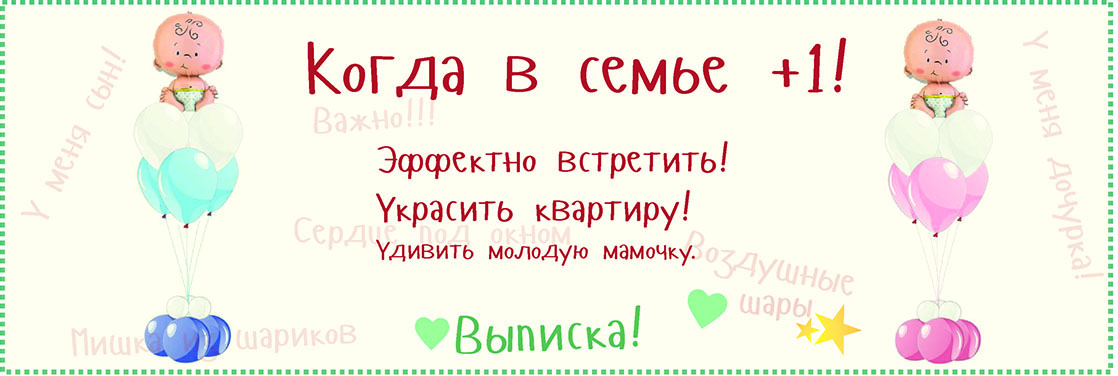 Когда в семье +1!
У меня сын!
Важно!!!
У меня дочурка!
Эффектно встретить!
Украсить квартиру!
Сердце под окном
Удивить молодую мамочку.
Воздушные
шары
Мишка из шариков
Выписка!